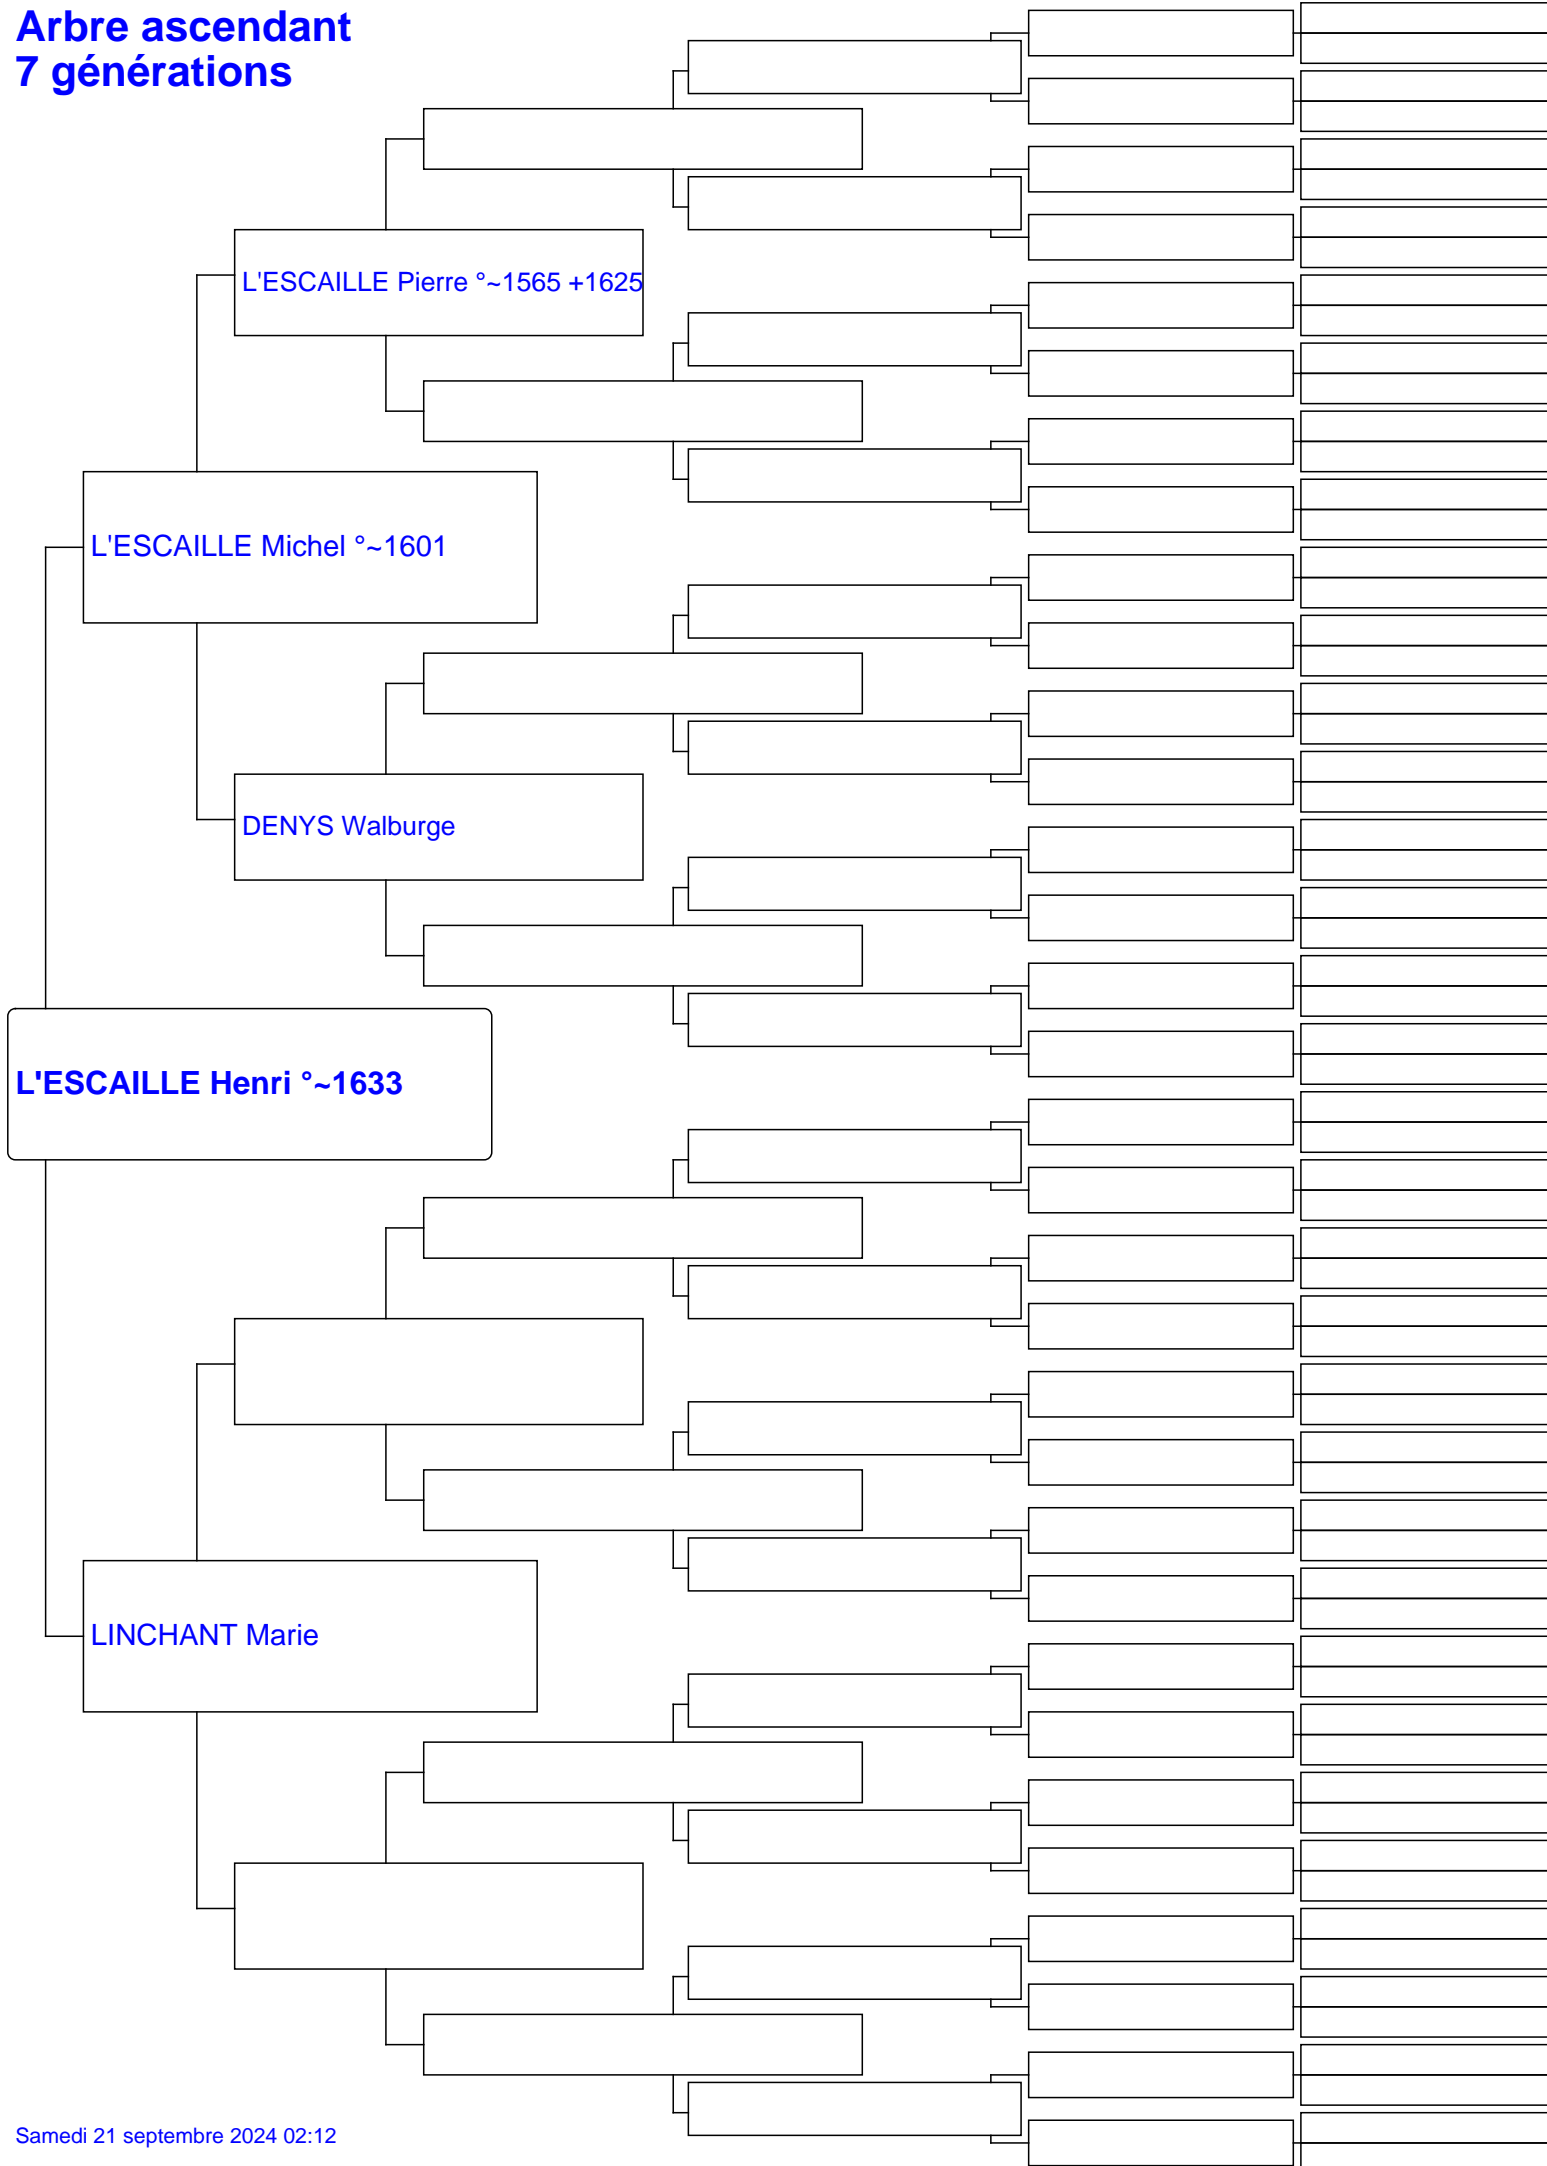 Arbre ascendant
7 générations
L'ESCAILLE Pierre °~1565 +1625
L'ESCAILLE Michel °~1601
DENYS Walburge
L'ESCAILLE Henri °~1633
LINCHANT Marie
Samedi 21 septembre 2024 02:12